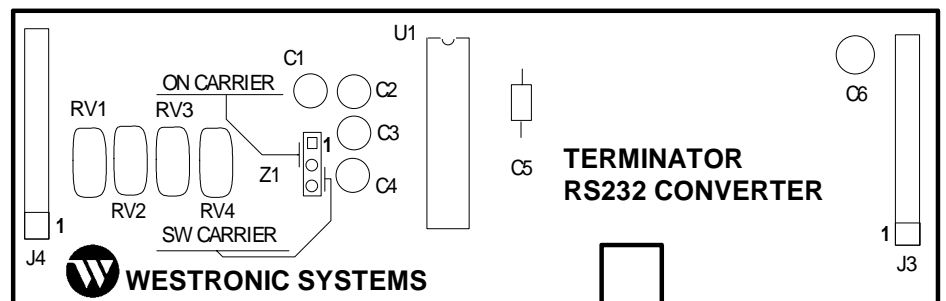 U1
C1
ON CARRIER
C2
C6
RV1
RV3
C3
1
Z1
C5
TERMINATOR
RS232 CONVERTER
C4
RV2
RV4
1
SW CARRIER
1
J4
J3
W WESTRONIC SYSTEMS